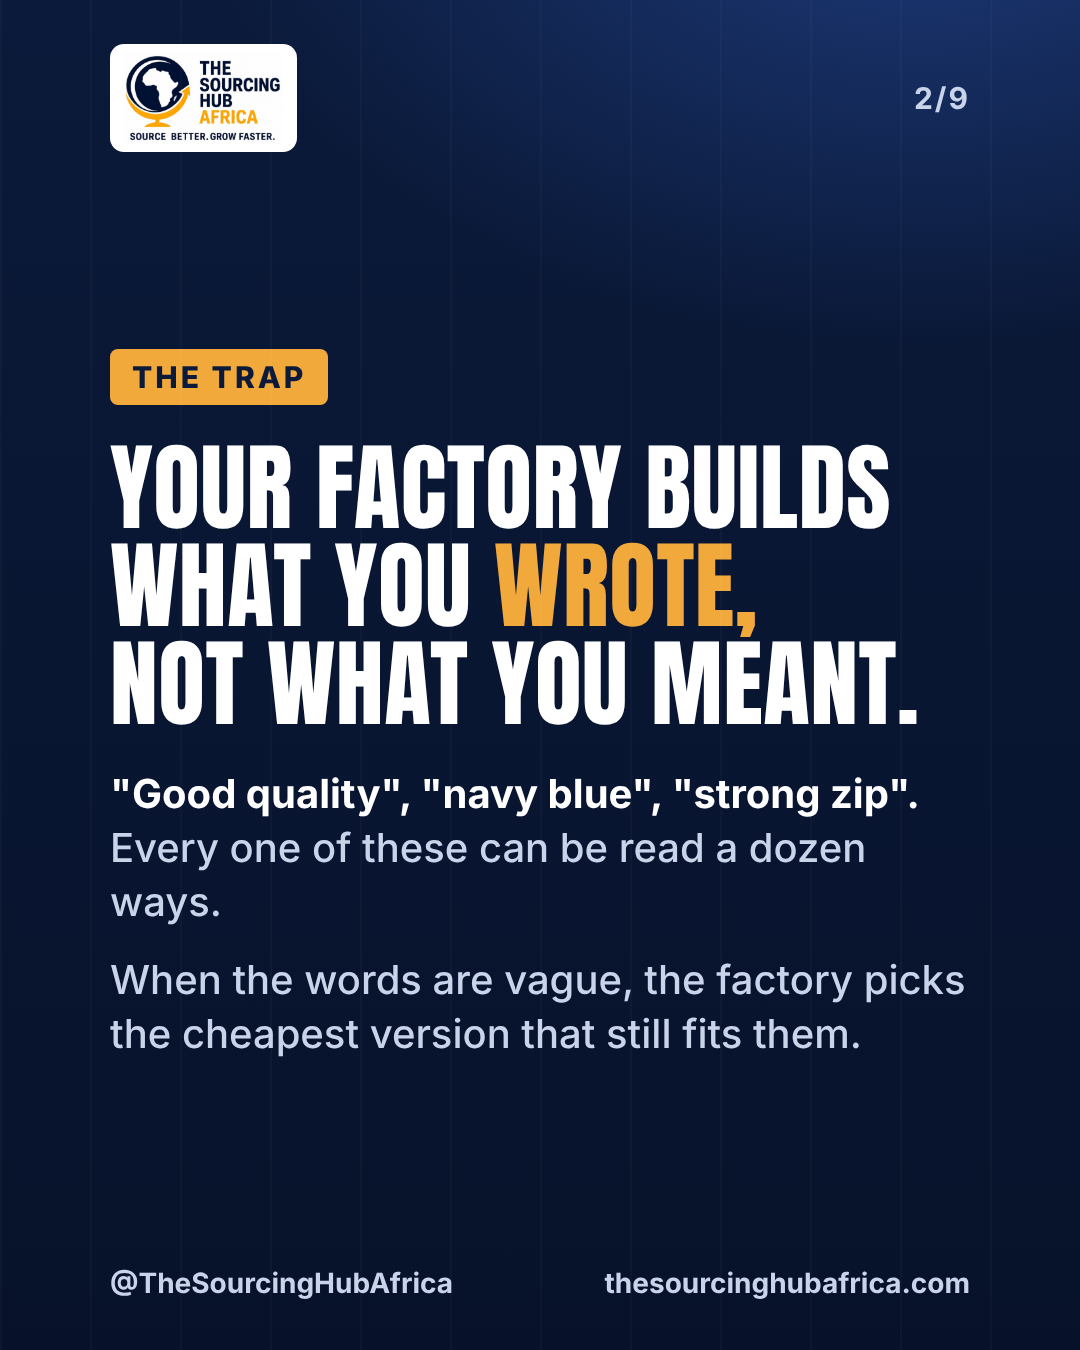 THE
SOURCING
HUB
AFRICA
SOURCE BETTER. GROW FASTER.
2/9
THE TRAP
YOUR FACTORY BUILDS
WHAT YOU WROTE,
NOT WHAT YOU MEANT.
"Good quality", "navy blue", "strong zip".
Every one of these can be read a dozen
ways.
When the words are vague, the factory picks
the cheapest version that still fits them.
@TheSourcingHubAfrica
thesourcinghubafrica.com